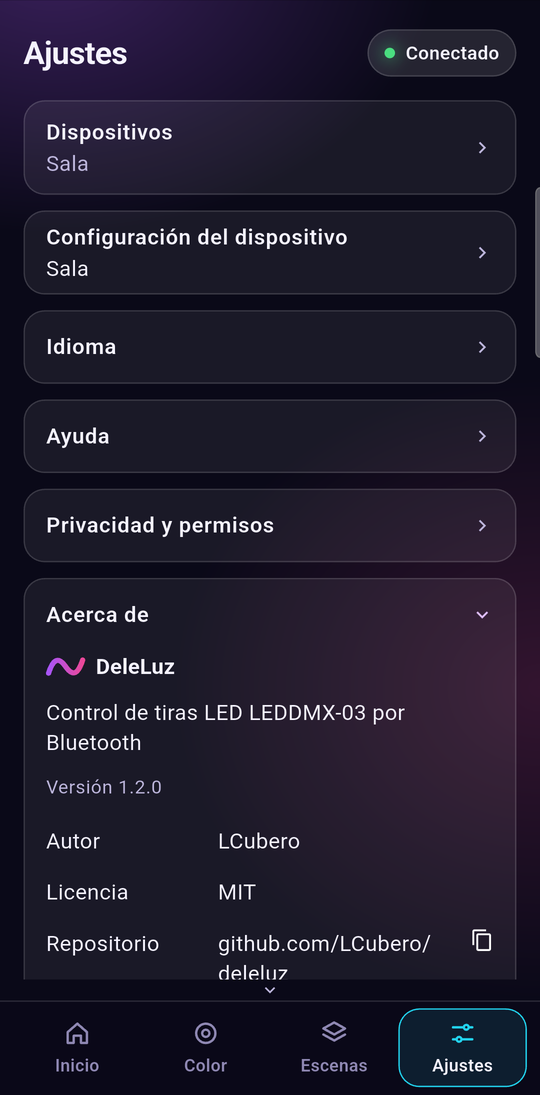 Ajustes
Conectado
Dispositivos
Sala
Configuración del dispositivo
Sala
Idioma
Ayuda
Privacidad y permisos
Acerca de
DeleLuz
Control de tiras LED LEDDMX-03 por
Bluetooth
Versión 1.2.0
Autor LCubero
Licencia MIT
Repositorio github.com/LCubero/
deleluz
Inicio Color Escenas Ajustes